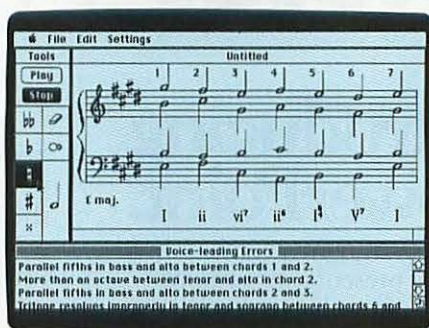 File Edit Settings
Tools
Untitled
Play
Stop
1 2 3 4 5 6 7
E maj.
I ii vi7 ii6 I6/4 V7 I
Voice-leading Errors
Parallel fifths in bass and alto between chords 1 and 2.
More than an octave between tenor and alto in chord 2.
Parallel fifths in bass and alto between chords 2 and 3.
Tritone resolves improperly in tenor and soprano between chords 6 and